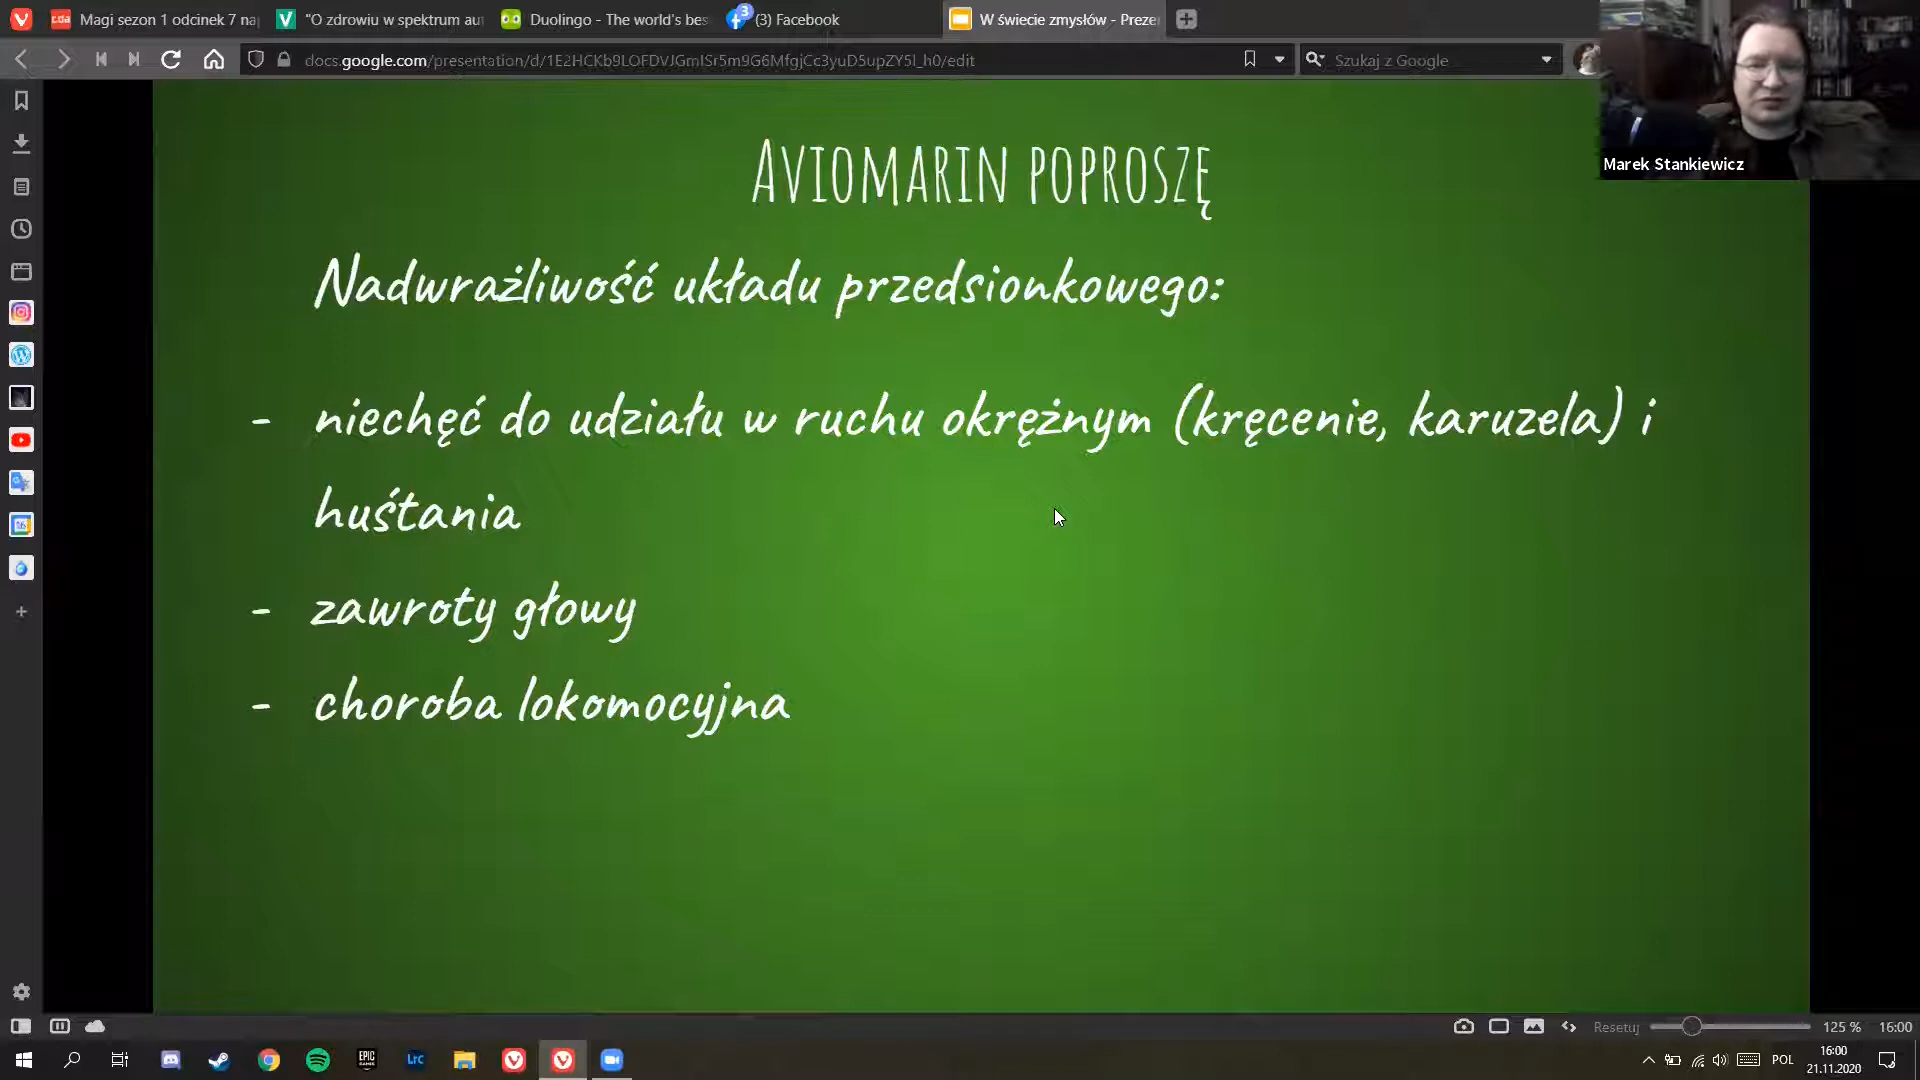 Magi sezon 1 odcinek 7 na
"O zdrowiu w spektrum au
Duolingo - The world's bes
(3) Facebook
W świecie zmysłów - Preze
docs.google.com/presentation/d/1E2HCKb9LOFDVJGmISr5m9G6MfgjCc3yuD5upZY5l_h0/edit
Szukaj z Google
Marek Stankiewicz
AVIOMARIN POPROSZĘ
Nadwrażliwość układu przedsionkowego:
- niechęć do udziału w ruchu okrężnym (kręcenie, karuzela) i
huśtania
- zawroty głowy
- choroba lokomocyjna
Resetuj 125 % 16:00
EPIC
Lrc
POL
16:00
21.11.2020